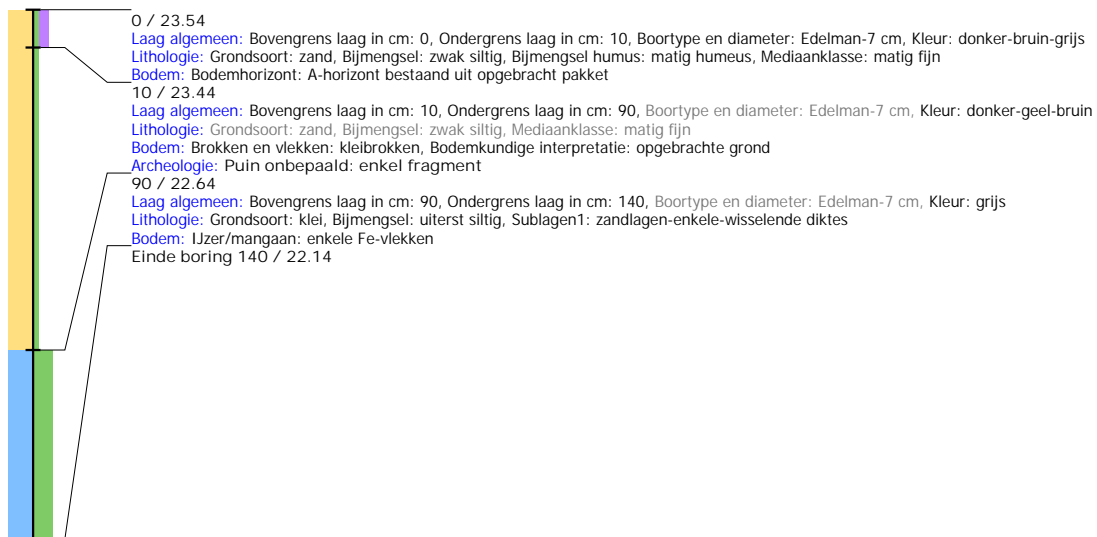 0 / 23.54
Laag algemeen: Bovengrens laag in cm: 0, Ondergrens laag in cm: 10, Boortype en diameter: Edelman-7 cm, Kleur: donker-bruin-grijs
Lithologie: Grondsoort: zand, Bijmengsel: zwak siltig, Bijmengsel humus: matig humeus, Mediaanklasse: matig fijn
Bodem: Bodemhorizont: A-horizont bestaand uit opgebracht pakket
10 / 23.44
Laag algemeen: Bovengrens laag in cm: 10, Ondergrens laag in cm: 90, Boortype en diameter: Edelman-7 cm, Kleur: donker-geel-bruin
Lithologie: Grondsoort: zand, Bijmengsel: zwak siltig, Mediaanklasse: matig fijn
Bodem: Brokken en vlekken: kleibrokken, Bodemkundige interpretatie: opgebrachte grond
Archeologie: Puin onbepaald: enkel fragment
90 / 22.64
Laag algemeen: Bovengrens laag in cm: 90, Ondergrens laag in cm: 140, Boortype en diameter: Edelman-7 cm, Kleur: grijs
Lithologie: Grondsoort: klei, Bijmengsel: uiterst siltig, Sublagen1: zandlagen-enkele-wisselende diktes
Bodem: IJzer/mangaan: enkele Fe-vlekken
Einde boring 140 / 22.14